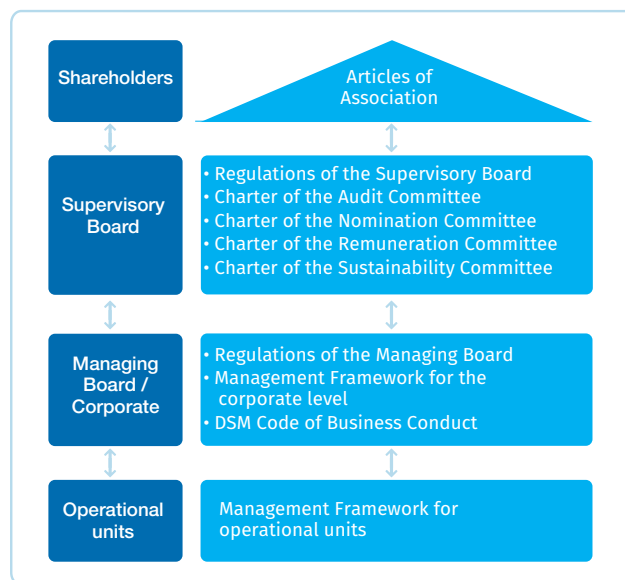 Shareholders
Articles of
Association
Supervisory
Board
• Regulations of the Supervisory Board
• Charter of the Audit Committee
• Charter of the Nomination Committee
• Charter of the Remuneration Committee
• Charter of the Sustainability Committee
Managing
Board /
Corporate
• Regulations of the Managing Board
• Management Framework for the
corporate level
• DSM Code of Business Conduct
Operational
units
Management Framework for
operational units